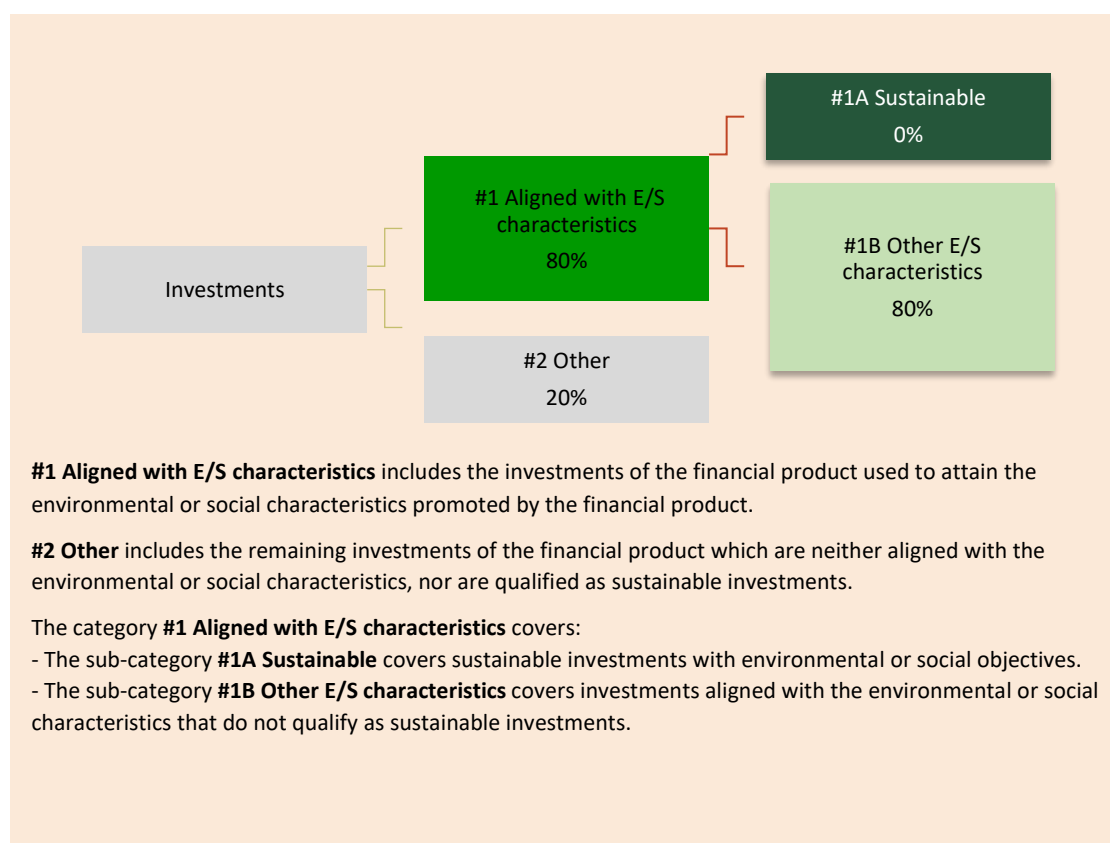 #1A Sustainable
0%
#1 Aligned with E/S
characteristics
80%
#1B Other E/S
characteristics
80%
Investments
#2 Other
20%
#1 Aligned with E/S characteristics includes the investments of the financial product used to attain the
environmental or social characteristics promoted by the financial product.
#2 Other includes the remaining investments of the financial product which are neither aligned with the
environmental or social characteristics, nor are qualified as sustainable investments.
The category #1 Aligned with E/S characteristics covers:
- The sub-category #1A Sustainable covers sustainable investments with environmental or social objectives.
- The sub-category #1B Other E/S characteristics covers investments aligned with the environmental or social
characteristics that do not qualify as sustainable investments.